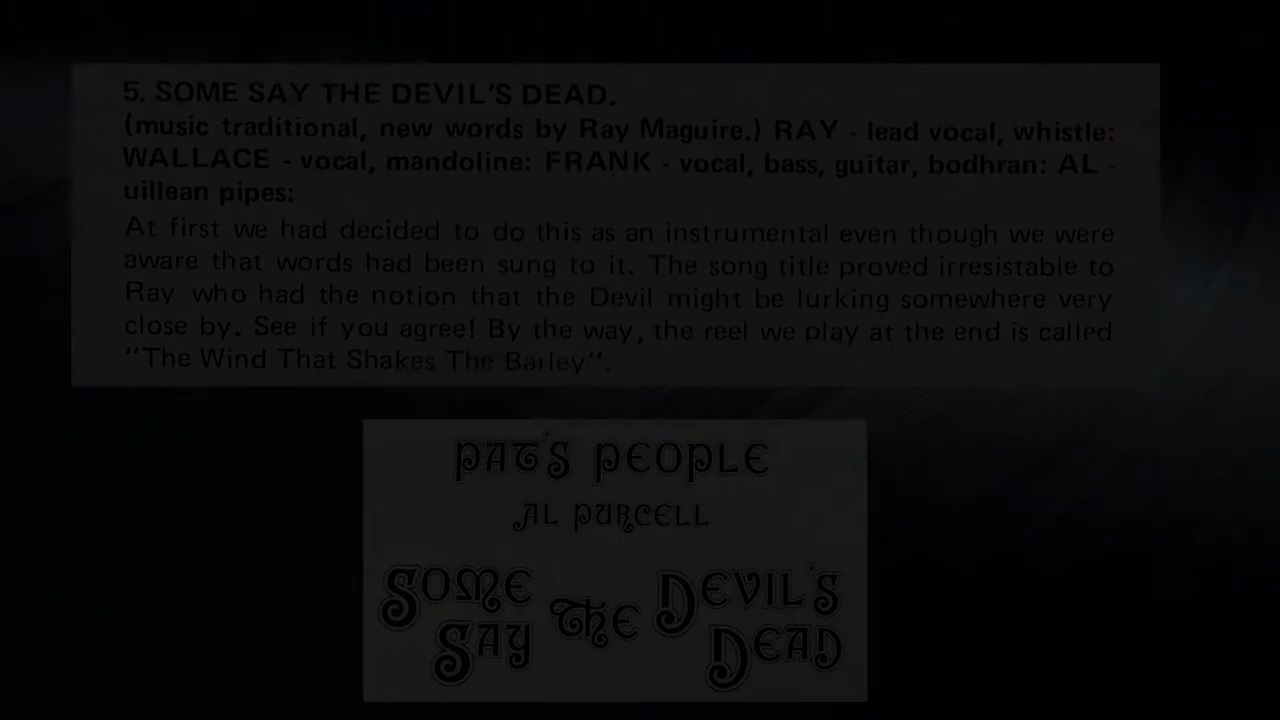 5. SOME SAY THE DEVIL'S DEAD.
(music traditional, new words by Ray Maguire.) RAY - lead vocal, whistle:
WALLACE - vocal, mandoline: FRANK - vocal, bass, guitar, bodhran: AL -
uillean pipes:
At first we had decided to do this as an instrumental even though we were
aware that words had been sung to it. The song title proved irresistable to
Ray who had the notion that the Devil might be lurking somewhere very
close by. See if you agree! By the way, the reel we play at the end is called
"The Wind That Shakes The Barley".
PAT'S PEOPLE
AL PURCELL
SOME SAY THE DEVIL'S DEAD